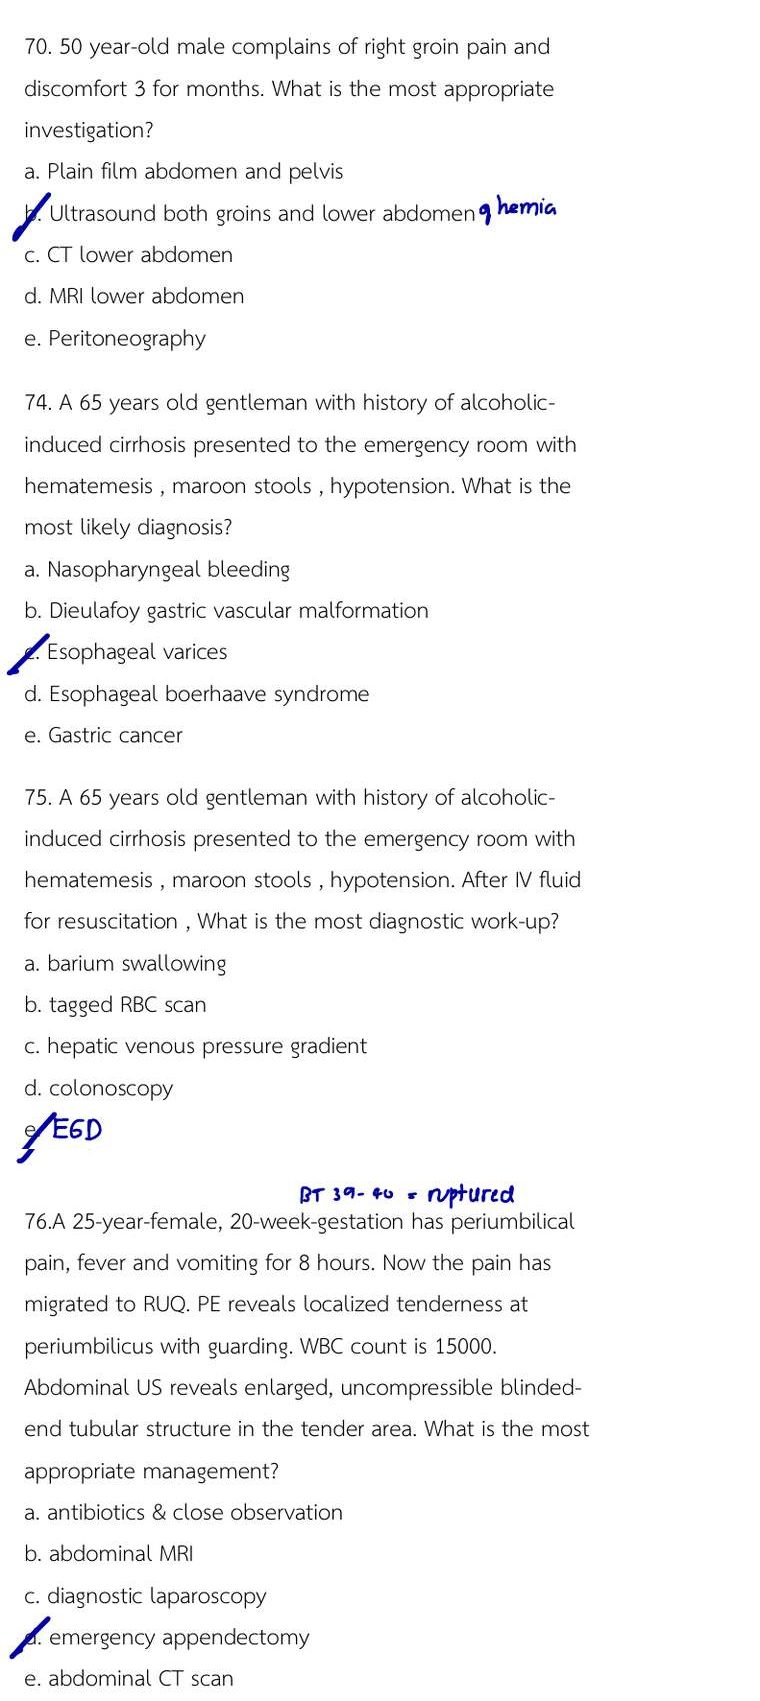 70. 50 year-old male complains of right groin pain and
discomfort 3 for months. What is the most appropriate
investigation?
a. Plain film abdomen and pelvis
b. Ultrasound both groins and lower abdomen ดู hernia
c. CT lower abdomen
d. MRI lower abdomen
e. Peritoneography
74. A 65 years old gentleman with history of alcoholic-
induced cirrhosis presented to the emergency room with
hematemesis , maroon stools , hypotension. What is the
most likely diagnosis?
a. Nasopharyngeal bleeding
b. Dieulafoy gastric vascular malformation
c. Esophageal varices
d. Esophageal boerhaave syndrome
e. Gastric cancer
75. A 65 years old gentleman with history of alcoholic-
induced cirrhosis presented to the emergency room with
hematemesis , maroon stools , hypotension. After IV fluid
for resuscitation , What is the most diagnostic work-up?
a. barium swallowing
b. tagged RBC scan
c. hepatic venous pressure gradient
d. colonoscopy
e. EGD
BT 39-40 = ruptured
76.A 25-year-female, 20-week-gestation has periumbilical
pain, fever and vomiting for 8 hours. Now the pain has
migrated to RUQ. PE reveals localized tenderness at
periumbilicus with guarding. WBC count is 15000.
Abdominal US reveals enlarged, uncompressible blinded-
end tubular structure in the tender area. What is the most
appropriate management?
a. antibiotics & close observation
b. abdominal MRI
c. diagnostic laparoscopy
d. emergency appendectomy
e. abdominal CT scan